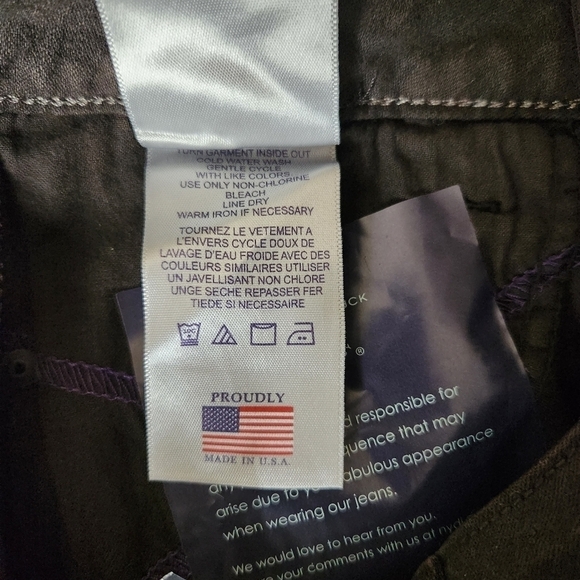 TURN GARMENT INSIDE OUT
COLD WATER WASH
GENTLE CYCLE
WITH LIKE COLORS
USE ONLY NON-CHLORINE
BLEACH
LINE DRY
WARM IRON IF NECESSARY
TOURNEZ LE VETEMENT A
L'ENVERS CYCLE DOUX DE
LAVAGE D'EAU FROIDE AVEC DES
COULEURS SIMILAIRES UTILISER
UN JAVELLISANT NON CHLORE
UNGE SECHE REPASSER FER
TIEDE SI NECESSAIRE
PROUDLY
MADE IN U.S.A.
CK
®
responsible for
quence that may
arise due to fabulous appearance
when wearing our jeans.
We would love to hear from you.
your comments with us at